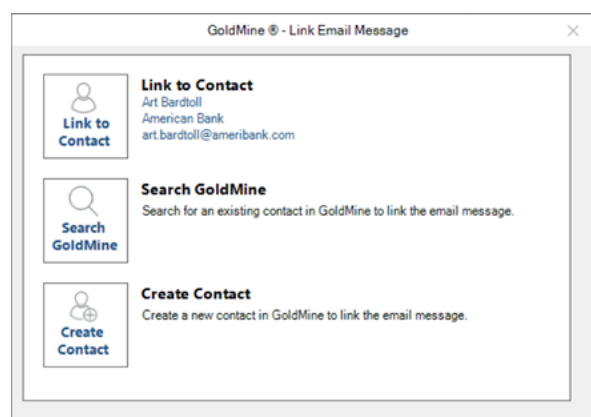 GoldMine ® - Link Email Message
Link to
Contact
Link to Contact
Art Bardtoll
American Bank
art.bardtoll@ameribank.com
Search
GoldMine
Search GoldMine
Search for an existing contact in GoldMine to link the email message.
Create
Contact
Create Contact
Create a new contact in GoldMine to link the email message.